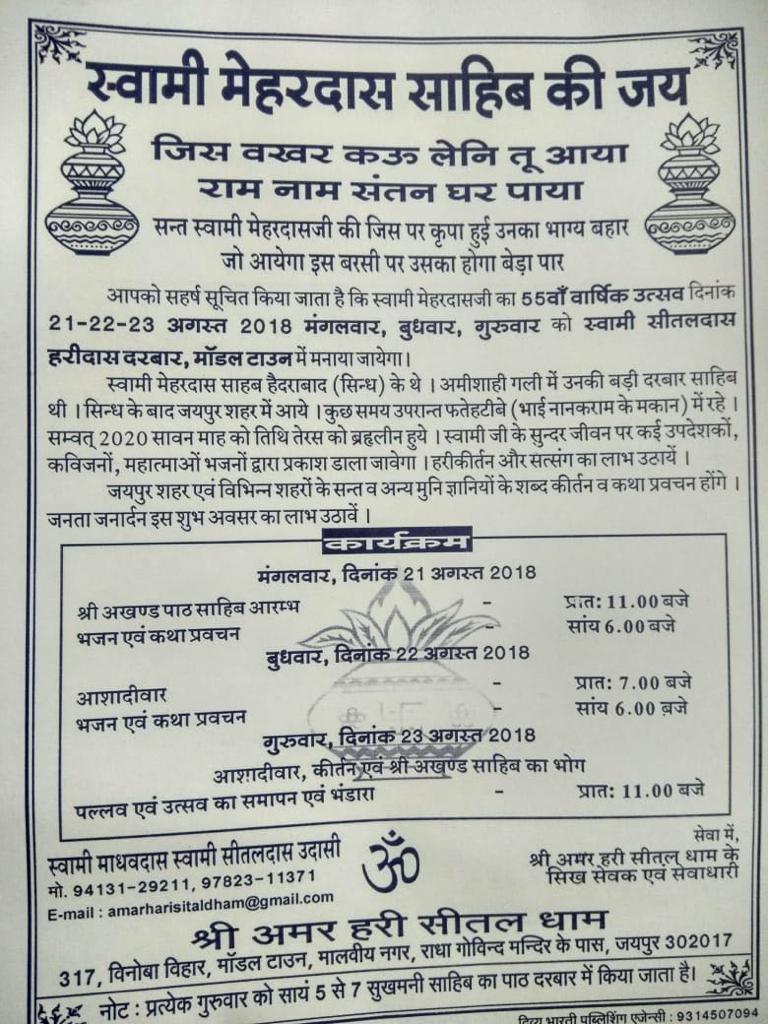 स्वामी मेहरदास साहिब की जय
जिस वखर कऊ लेनि तू आया
राम नाम संतन घर पाया
सन्त स्वामी मेहरदासजी की जिस पर कृपा हुई उनका भाग्य बहार
जो आयेगा इस बरसी पर उसका होगा बेड़ा पार
आपको सहर्ष सूचित किया जाता है कि स्वामी मेहरदासजी का 55वाँ वार्षिक उत्सव दिनांक
21-22-23 अगस्त 2018 मंगलवार, बुधवार, गुरुवार को स्वामी सीतलदास
हरीदास दरबार, मॉडल टाउन में मनाया जायेगा।
स्वामी मेहरदास साहब हैदराबाद (सिन्ध) के थे । अमीशाही गली में उनकी बड़ी दरबार साहिब
थी । सिन्ध के बाद जयपुर शहर में आये । कुछ समय उपरान्त फतेहटीबे (भाई नानकराम के मकान) में रहे ।
सम्वत् 2020 सावन माह को तिथि तेरस को ब्रह्लीन हुये । स्वामी जी के सुन्दर जीवन पर कई उपदेशकों,
कविजनों, महात्माओं भजनों द्वारा प्रकाश डाला जावेगा । हरीकीर्तन और सत्संग का लाभ उठायें ।
जयपुर शहर एवं विभिन्न शहरों के सन्त व अन्य मुनि ज्ञानियों के शब्द कीर्तन व कथा प्रवचन होंगे ।
जनता जनार्दन इस शुभ अवसर का लाभ उठावें ।
कार्यक्रम
मंगलवार, दिनांक 21 अगस्त 2018
श्री अखण्ड पाठ साहिब आरम्भ - प्रात: 11.00 बजे
भजन एवं कथा प्रवचन - सांय 6.00 बजे
बुधवार, दिनांक 22 अगस्त 2018
आशादीवार - प्रात: 7.00 बजे
भजन एवं कथा प्रवचन - सांय 6.00 बजे
गुरुवार, दिनांक 23 अगस्त 2018
आशादीवार, कीर्तन एवं श्री अखण्ड साहिब का भोग
पल्लव एवं उत्सव का समापन एवं भंडारा - प्रात: 11.00 बजे
स्वामी माधवदास स्वामी सीतलदास उदासी
मो. 94131-29211, 97823-11371
E-mail : amarharisitaldham@gmail.com
ॐ
सेवा में,
श्री अमर हरी सीतल धाम के
सिख सेवक एवं सेवाधारी
श्री अमर हरी सीतल धाम
317, विनोबा विहार, मॉडल टाउन, मालवीय नगर, राधा गोविन्द मन्दिर के पास, जयपुर 302017
नोट : प्रत्येक गुरुवार को सायं 5 से 7 सुखमनी साहिब का पाठ दरबार में किया जाता है।
दिव्य भारती पब्लिशिंग एजेन्सी : 9314507094